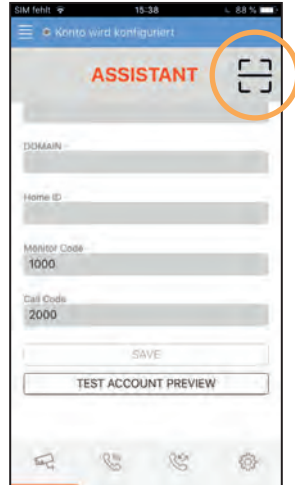 SIM fehlt 15:38 88 %
Konto wird konfiguriert
ASSISTANT
DOMAIN
Home ID
Monitor Code
1000
Call Code
2000
SAVE
TEST ACCOUNT PREVIEW